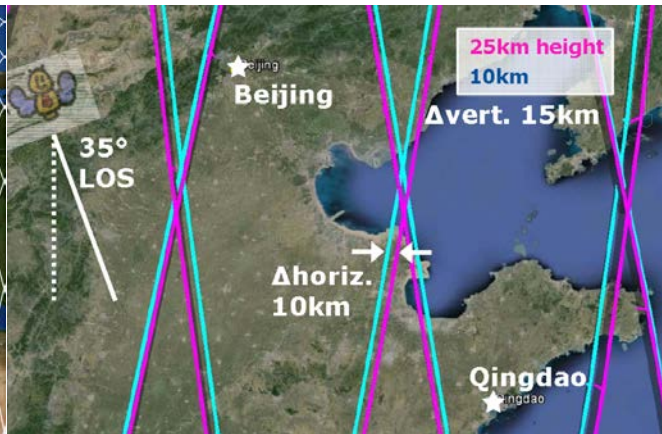 25km height
10km
Beijing
Beijing
Δvert. 15km
35°
LOS
Δhoriz.
10km
Qingdao
Qingdao